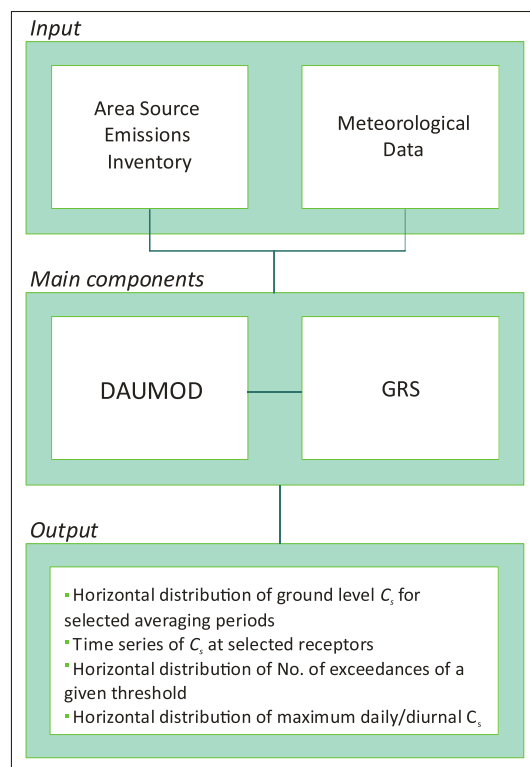 Input
Area Source
Emissions
Inventory
Meteorological
Data
Main components
DAUMOD
GRS
Output
▪ Horizontal distribution of ground level Cs for
selected averaging periods
▪ Time series of Cs at selected receptors
▪ Horizontal distribution of No. of exceedances of a
given threshold
▪ Horizontal distribution of maximum daily/diurnal Cs